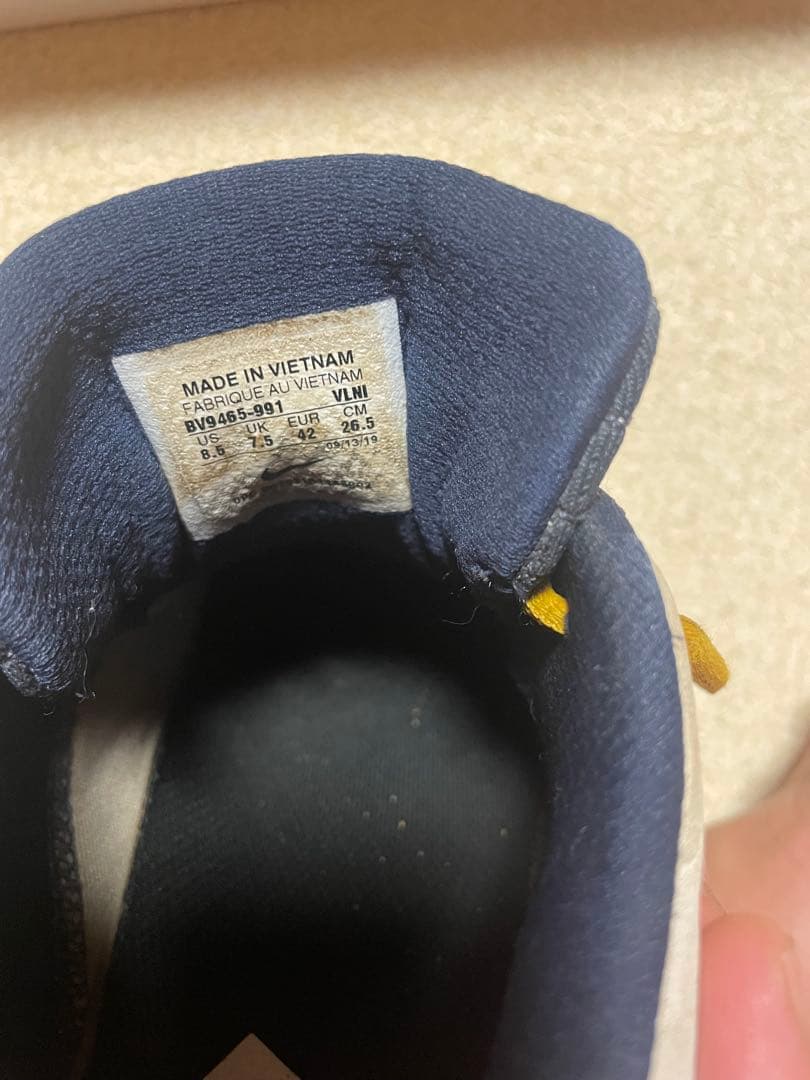 MADE IN VIETNAM
FABRIQUE AU VIETNAM
BV9465-991 VLNI
US UK EUR CM
8.5 7.5 42 26.5
09/13/19